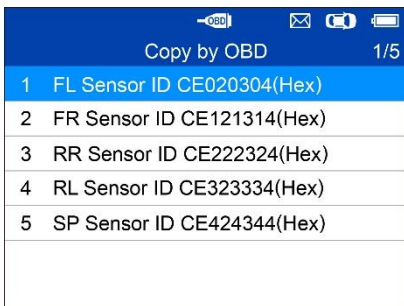 OBD
Copy by OBD 1/5
1 FL Sensor ID CE020304(Hex)
2 FR Sensor ID CE121314(Hex)
3 RR Sensor ID CE222324(Hex)
4 RL Sensor ID CE323334(Hex)
5 SP Sensor ID CE424344(Hex)